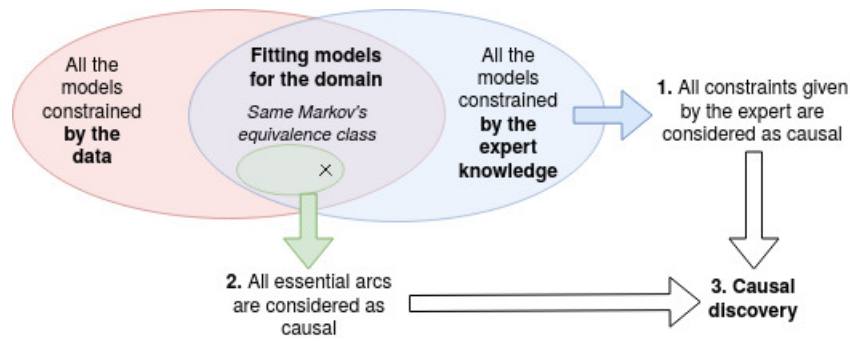 All the
models
constrained
by the
data
Fitting models
for the domain
Same Markov's
equivalence class
All the
models
constrained
by the
expert
knowledge
1. All constraints given
by the expert are
considered as causal
2. All essential arcs
are considered as
causal
3. Causal
discovery